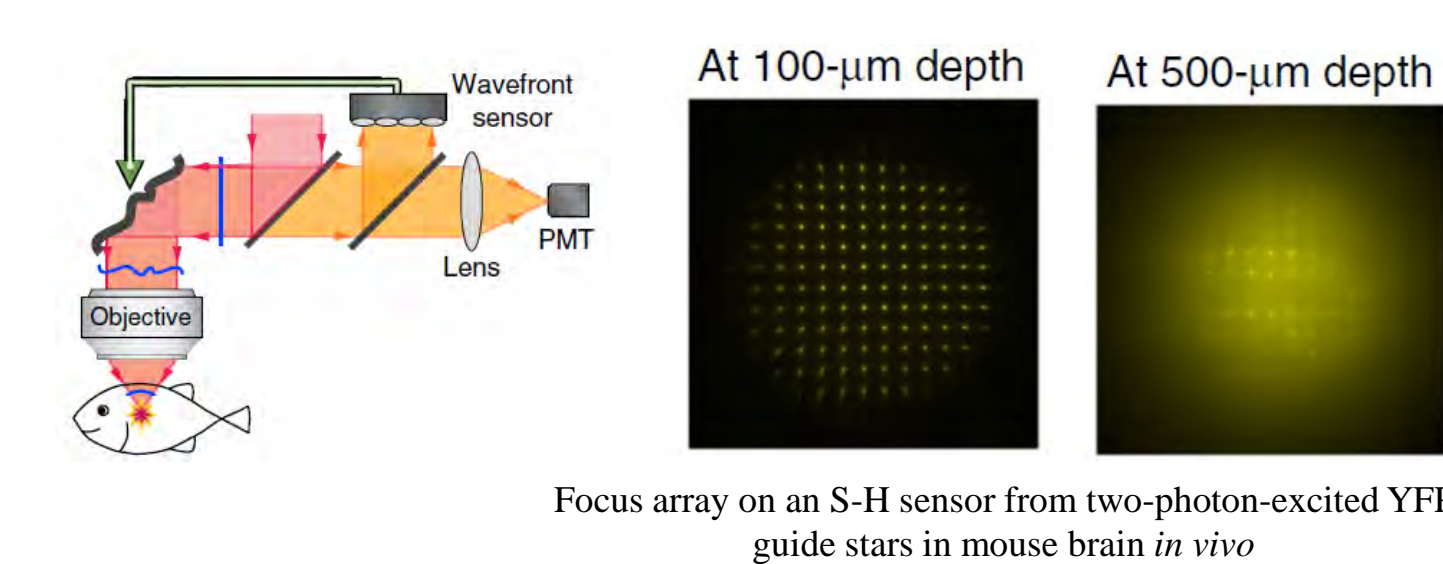 Wavefront
sensor
PMT
Lens
Objective
At 100-μm depth
At 500-μm depth
Focus array on an S-H sensor from two-photon-excited YF
guide stars in mouse brain in vivo